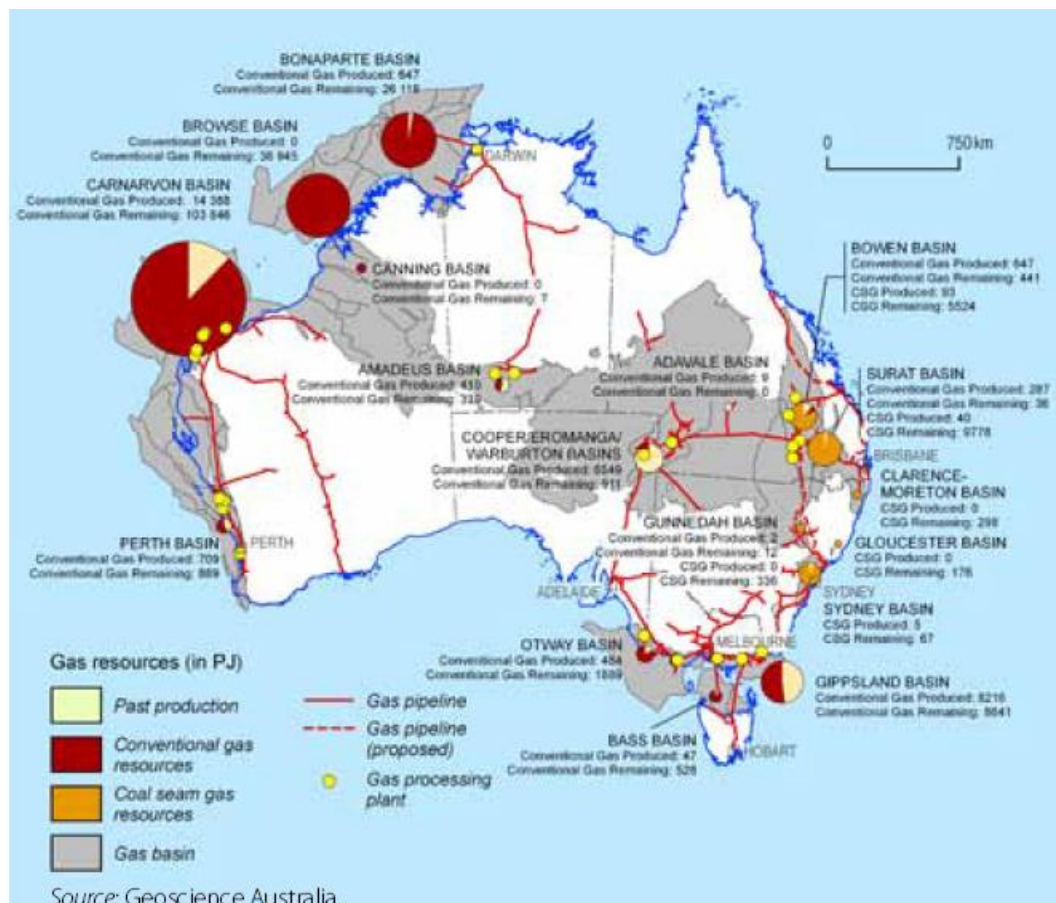 BONAPARTE BASIN
Conventional Gas Produced: 647
Conventional Gas Remaining: 26 118
BROWSE BASIN
Conventional Gas Produced: 0
Conventional Gas Remaining: 36 845
CARNARVON BASIN
Conventional Gas Produced: 14 388
Conventional Gas Remaining: 103 846
DARWIN
0 750km
CANNING BASIN
Conventional Gas Produced: 0
Conventional Gas Remaining: 7
BOWEN BASIN
Conventional Gas Produced: 647
Conventional Gas Remaining: 441
CSG Produced: 93
CSG Remaining: 5524
AMADEUS BASIN
Conventional Gas Produced:
Conventional Gas Remaining:
ADAVALE BASIN
Conventional Gas Produced: 9
Conventional Gas Remaining: 0
SURAT BASIN
Conventional Gas Produced: 287
Conventional Gas Remaining: 36
CSG Produced: 40
CSG Remaining: 9778
BRISBANE
COOPER/EROMANGA/
WARBURTON BASINS
Conventional Gas Produced: 6549
Conventional Gas Remaining: 911
CLARENCE-
MORETON BASIN
CSG Produced: 0
CSG Remaining: 298
GUNNEDAH BASIN
Conventional Gas Produced: 2
Conventional Gas Remaining: 12
CSG Produced: 0
CSG Remaining: 336
GLOUCESTER BASIN
CSG Produced: 0
CSG Remaining: 176
PERTH BASIN
Conventional Gas Produced: 709
Conventional Gas Remaining:
PERTH
ADELAIDE
SYDNEY
SYDNEY BASIN
CSG Produced: 5
CSG Remaining: 67
MELBOURNE
OTWAY BASIN
Conventional Gas Produced: 484
Conventional Gas Remaining:
GIPPSLAND BASIN
Conventional Gas Produced: 8216
Conventional Gas Remaining: 8641
BASS BASIN
Conventional Gas Produced: 47
Conventional Gas Remaining: 528
HOBART
Gas resources (in PJ)
Past production
Conventional gas
resources
Coal seam gas
resources
Gas basin
Gas pipeline
Gas pipeline
(proposed)
Gas processing
plant
Source: Geoscience Australia